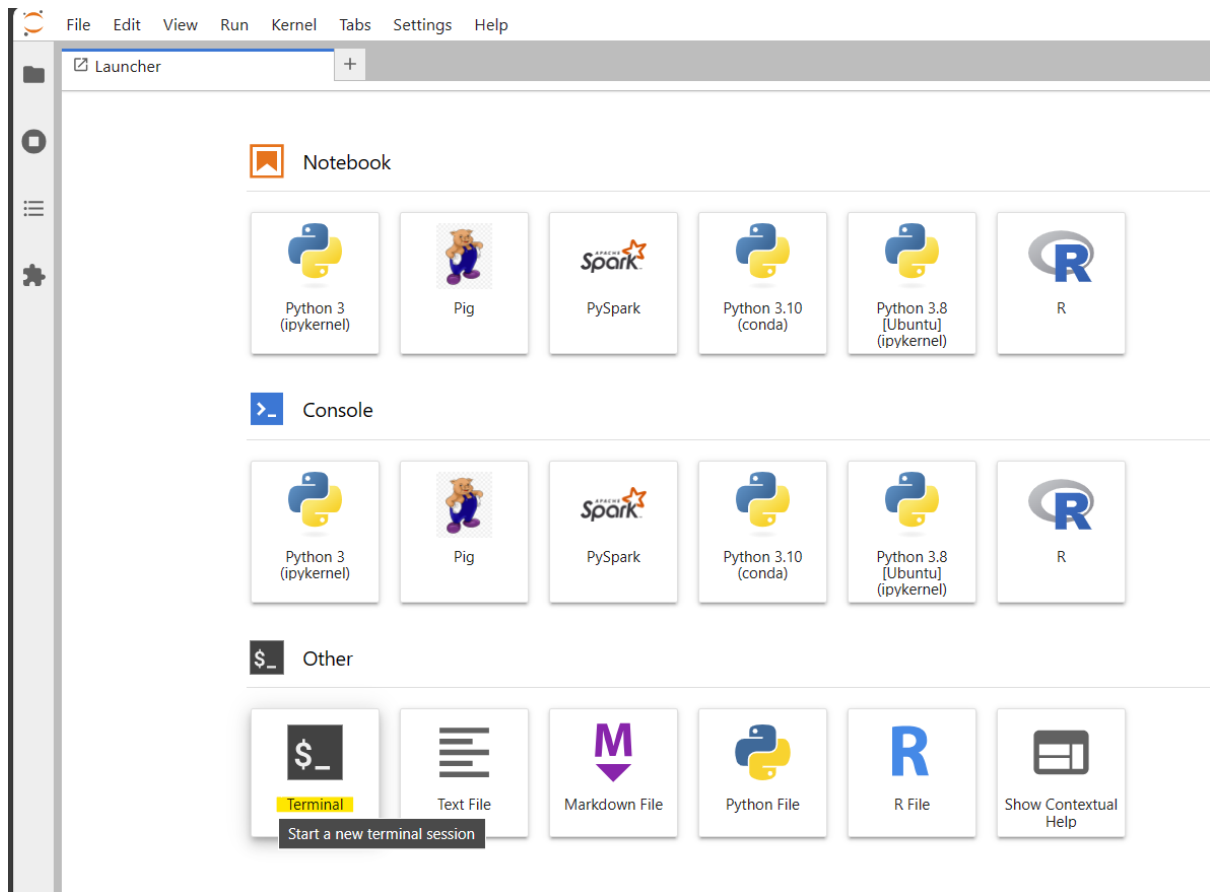 File Edit View Run Kernel Tabs Settings Help
Launcher +
Notebook
Python 3
(ipykernel)
Pig
APACHE
Spark
PySpark
Python 3.10
(conda)
Python 3.8
[Ubuntu]
(ipykernel)
R
R
Console
Python 3
(ipykernel)
Pig
APACHE
Spark
PySpark
Python 3.10
(conda)
Python 3.8
[Ubuntu]
(ipykernel)
R
R
$_ Other
$_
Terminal
Start a new terminal session
Text File
M
Markdown File
Python File
R
R File
Show Contextual
Help